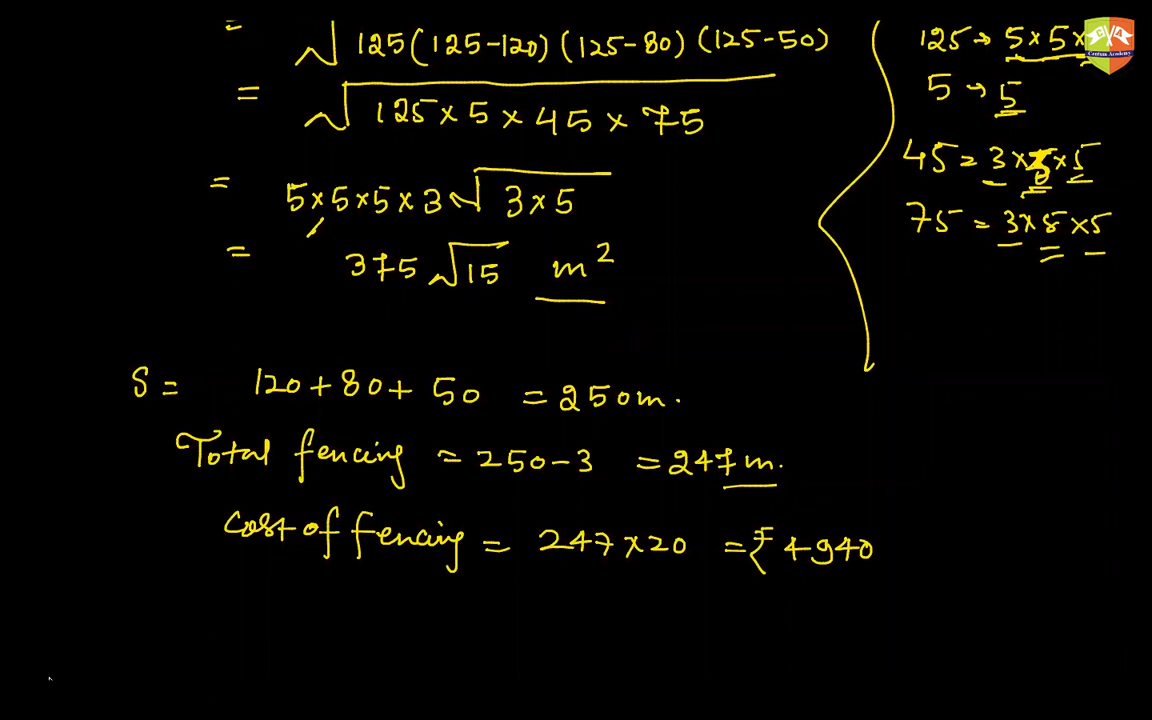 =
√125(125-120)(125-80)(125-50)
= √125×5×45×75
= 5×5×5×3√3×5
= 375√15 m²
125→ 5×5×
5→5
45=3×5×5
75=3×5×5
S= 120+80+50 =250m.
Total fencing =250-3 =247m.
Cost of fencing = 247×20 =₹4940